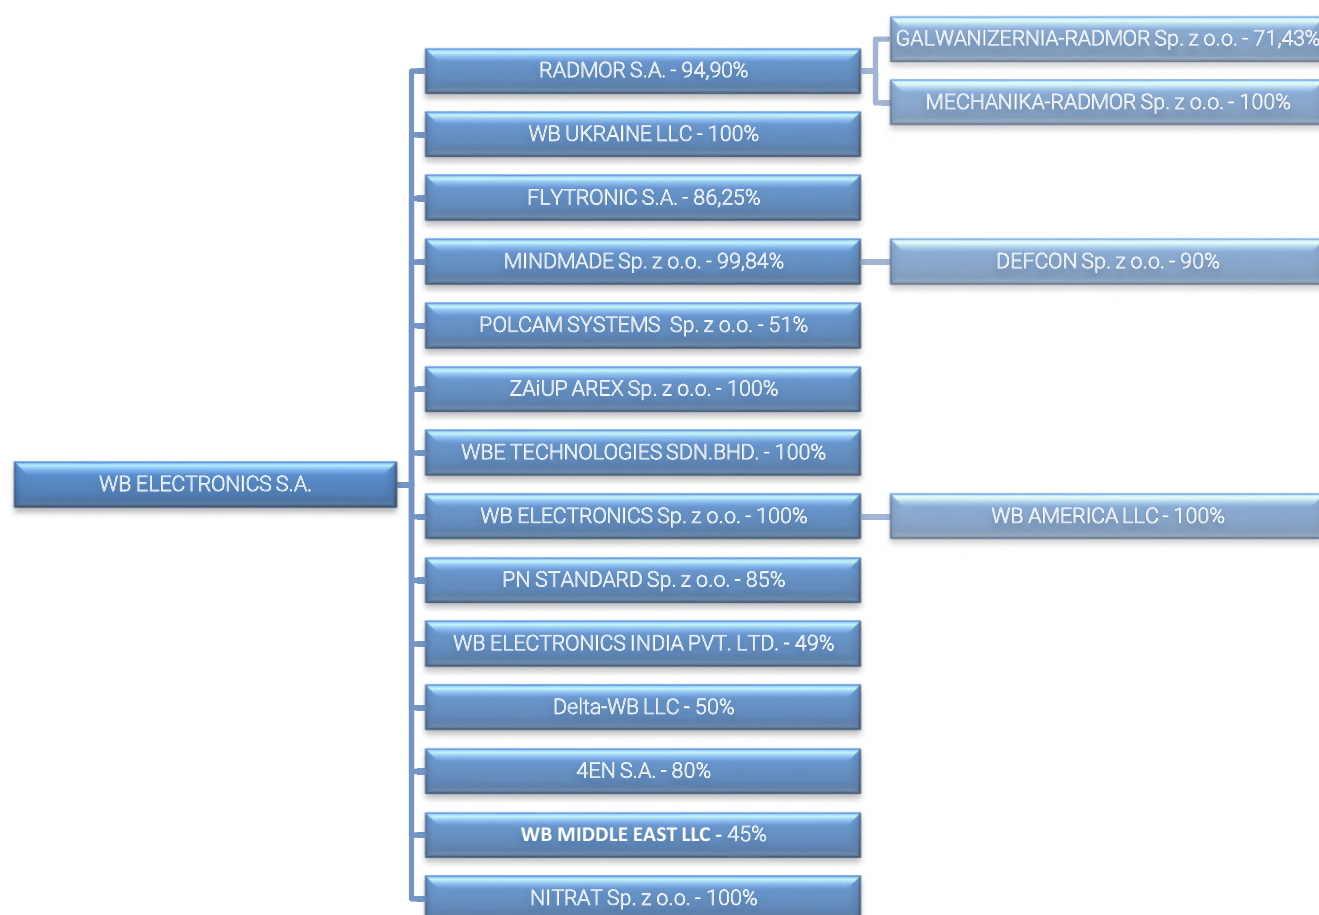 WB ELECTRONICS S.A.
RADMOR S.A. - 94,90%
GALWANIZERNIA-RADMOR Sp. z o.o. - 71,43%
MECHANIKA-RADMOR Sp. z o.o. - 100%
WB UKRAINE LLC - 100%
FLYTRONIC S.A. - 86,25%
MINDMADE Sp. z o.o. - 99,84%
DEFCON Sp. z o.o. - 90%
POLCAM SYSTEMS Sp. z o.o. - 51%
ZAiUP AREX Sp. z o.o. - 100%
WBE TECHNOLOGIES SDN.BHD. - 100%
WB ELECTRONICS Sp. z o.o. - 100%
WB AMERICA LLC - 100%
PN STANDARD Sp. z o.o. - 85%
WB ELECTRONICS INDIA PVT. LTD. - 49%
Delta-WB LLC - 50%
4EN S.A. - 80%
WB MIDDLE EAST LLC - 45%
NITRAT Sp. z o.o. - 100%